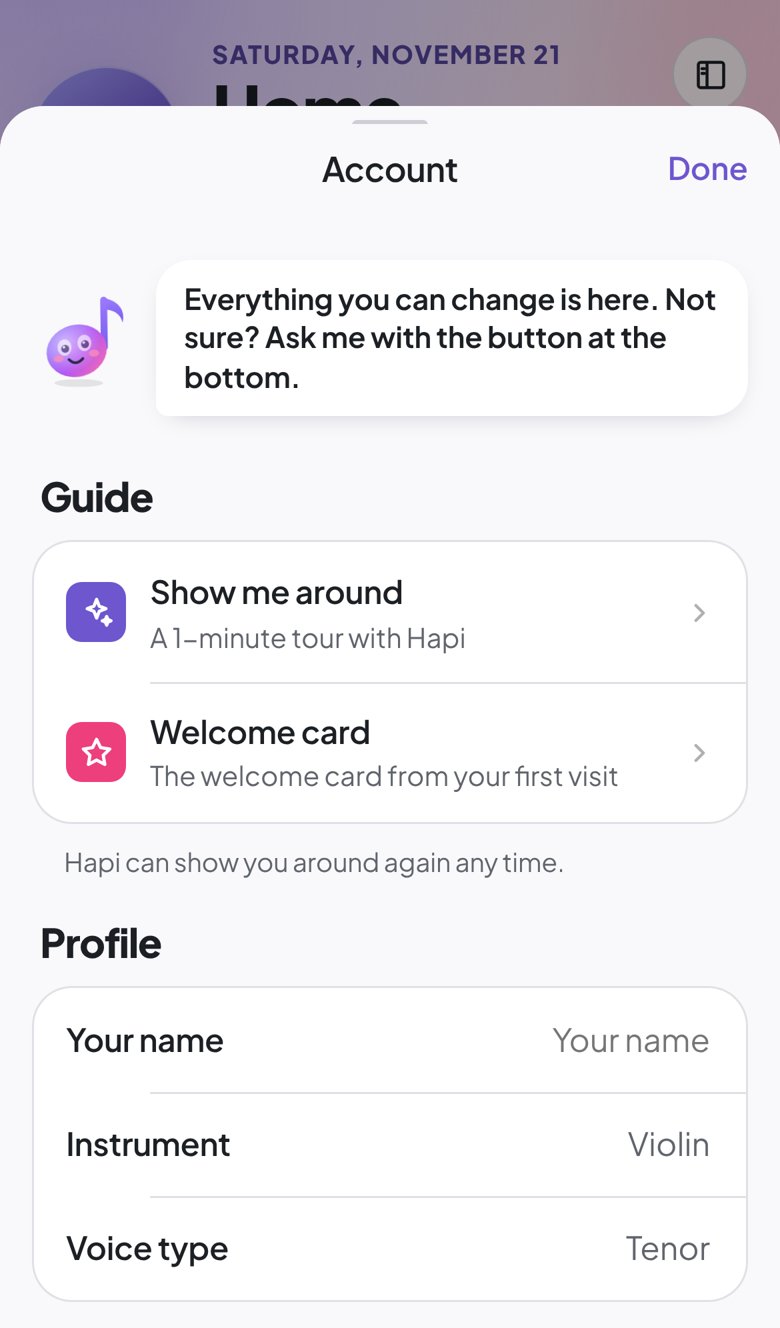 SATURDAY, NOVEMBER 21
Home
Account
Done
Everything you can change is here. Not
sure? Ask me with the button at the
bottom.
Guide
Show me around
A 1–minute tour with Hapi
Welcome card
The welcome card from your first visit
Hapi can show you around again any time.
Profile
Your name
Your name
Instrument
Violin
Voice type
Tenor